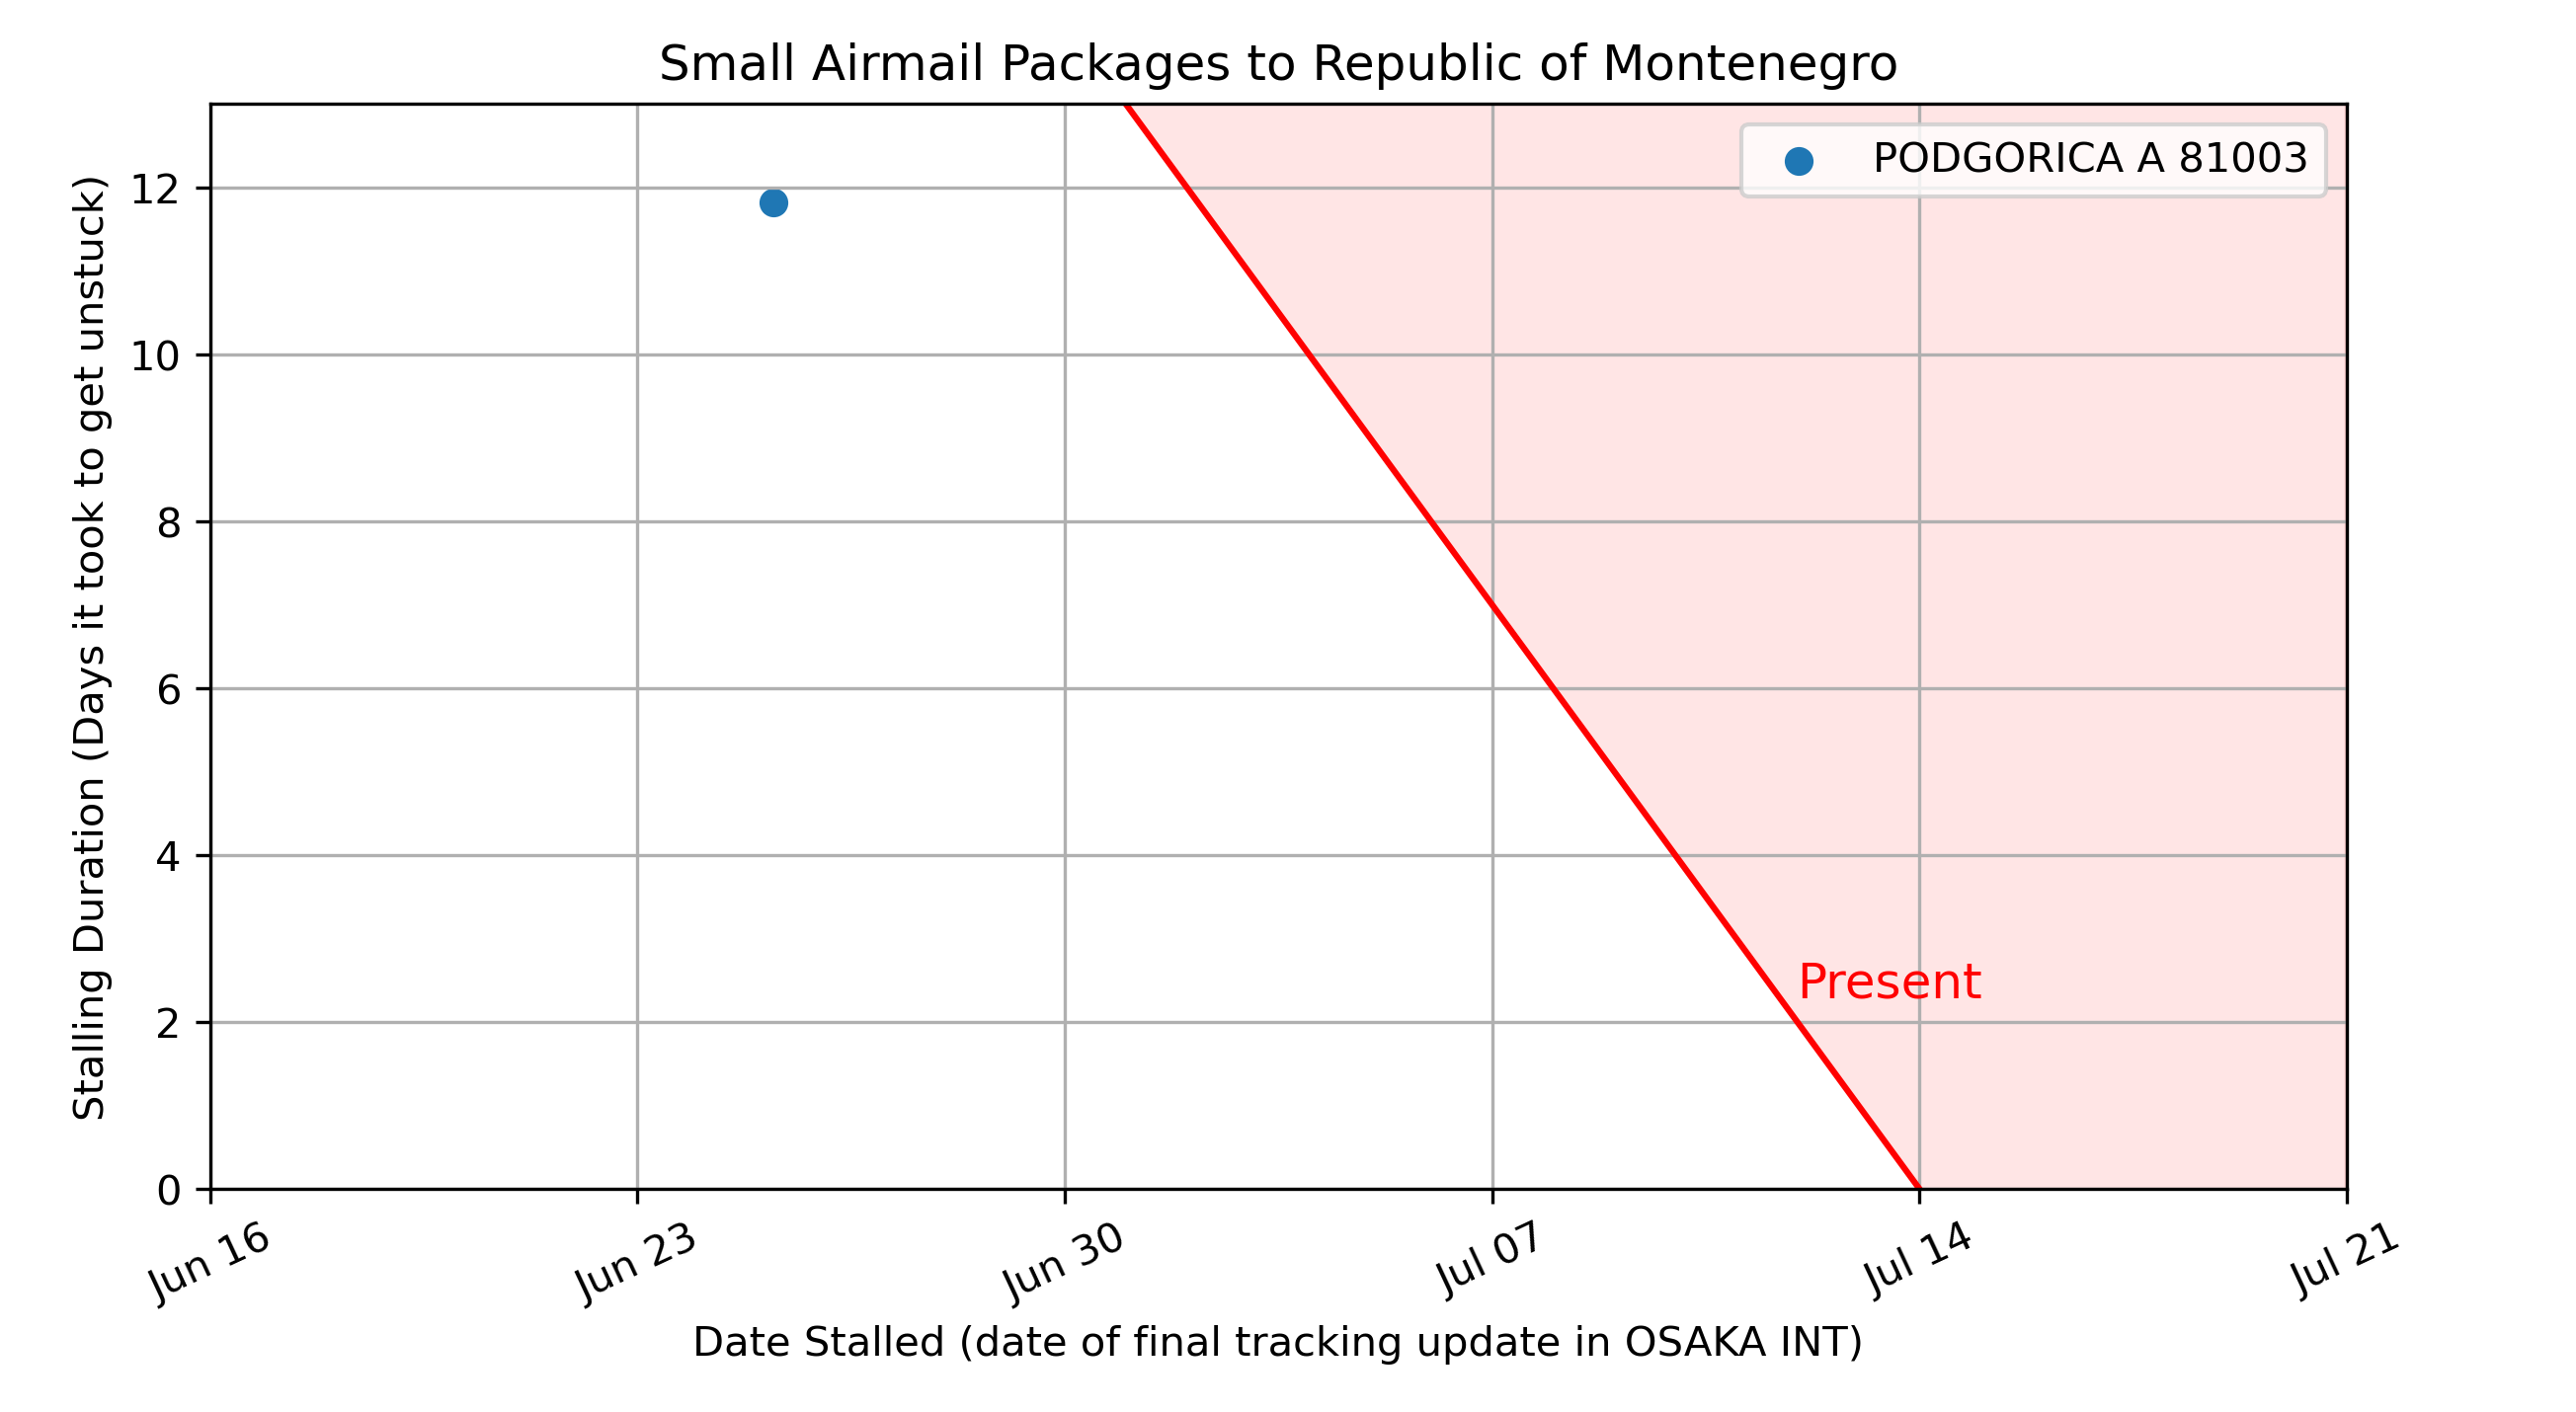 Small Airmail Packages to Republic of Montenegro
PODGORICA A 81003
Stalling Duration (Days it took to get unstuck)
12
10
8
6
4
2
0
Present
Jun 16
Jun 23
Jun 30
Jul 07
Jul 14
Jul 21
Date Stalled (date of final tracking update in OSAKA INT)